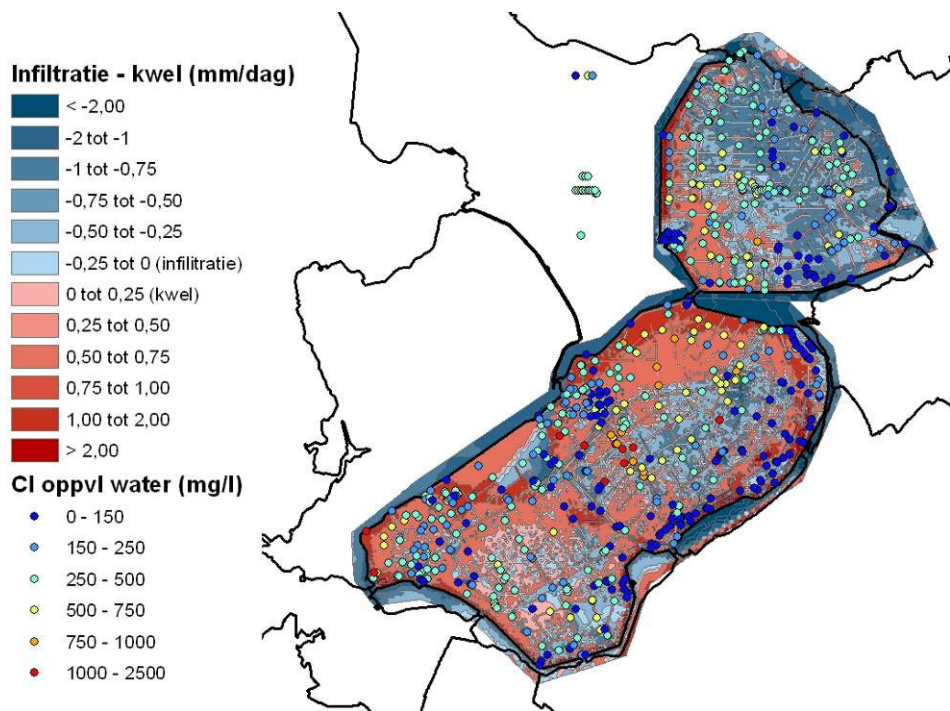 Infiltratie - kwel (mm/dag)
< -2,00
-2 tot -1
-1 tot -0,75
-0,75 tot -0,50
-0,50 tot -0,25
-0,25 tot 0 (infilitratie)
0 tot 0,25 (kwel)
0,25 tot 0,50
0,50 tot 0,75
0,75 tot 1,00
1,00 tot 2,00
> 2,00
Cl oppvl water (mg/l)
0 - 150
150 - 250
250 - 500
500 - 750
750 - 1000
1000 - 2500